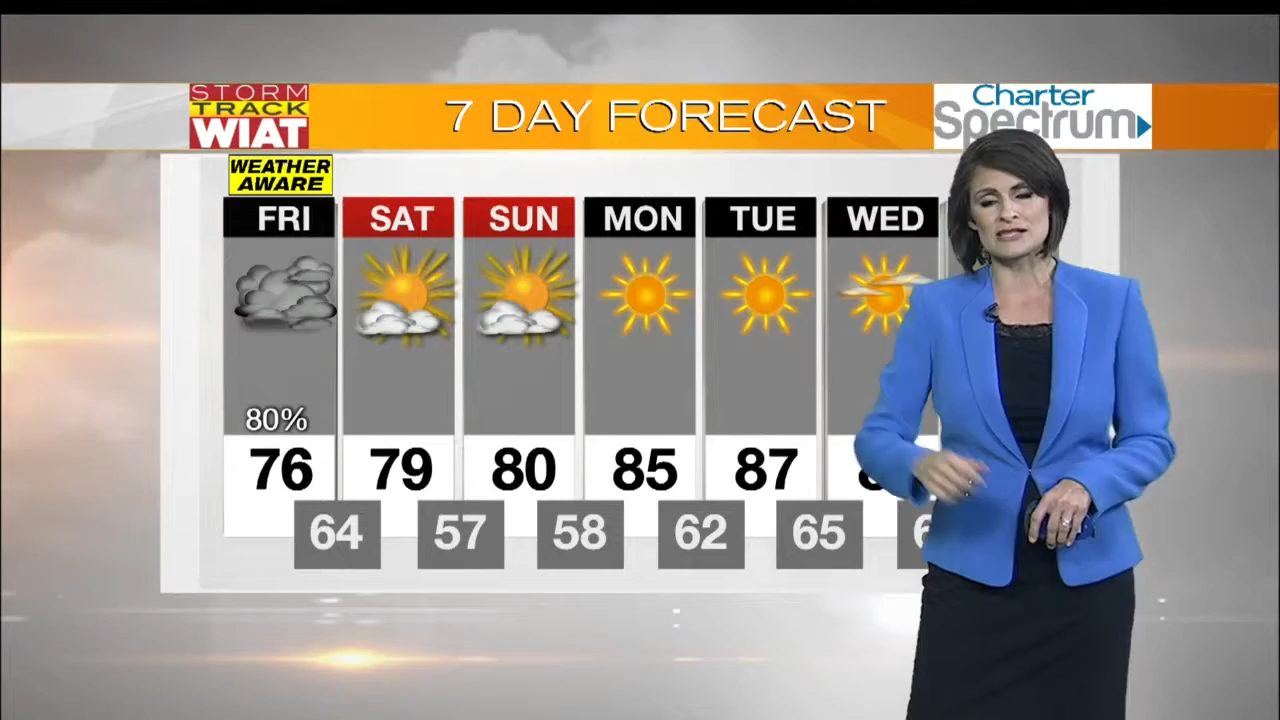 STORM
TRACK
WIAT
7 DAY FORECAST
Charter
Spectrum
WEATHER
AWARE
FRI SAT SUN MON TUE WED
80%
76 79 80 85 87
64 57 58 62 65